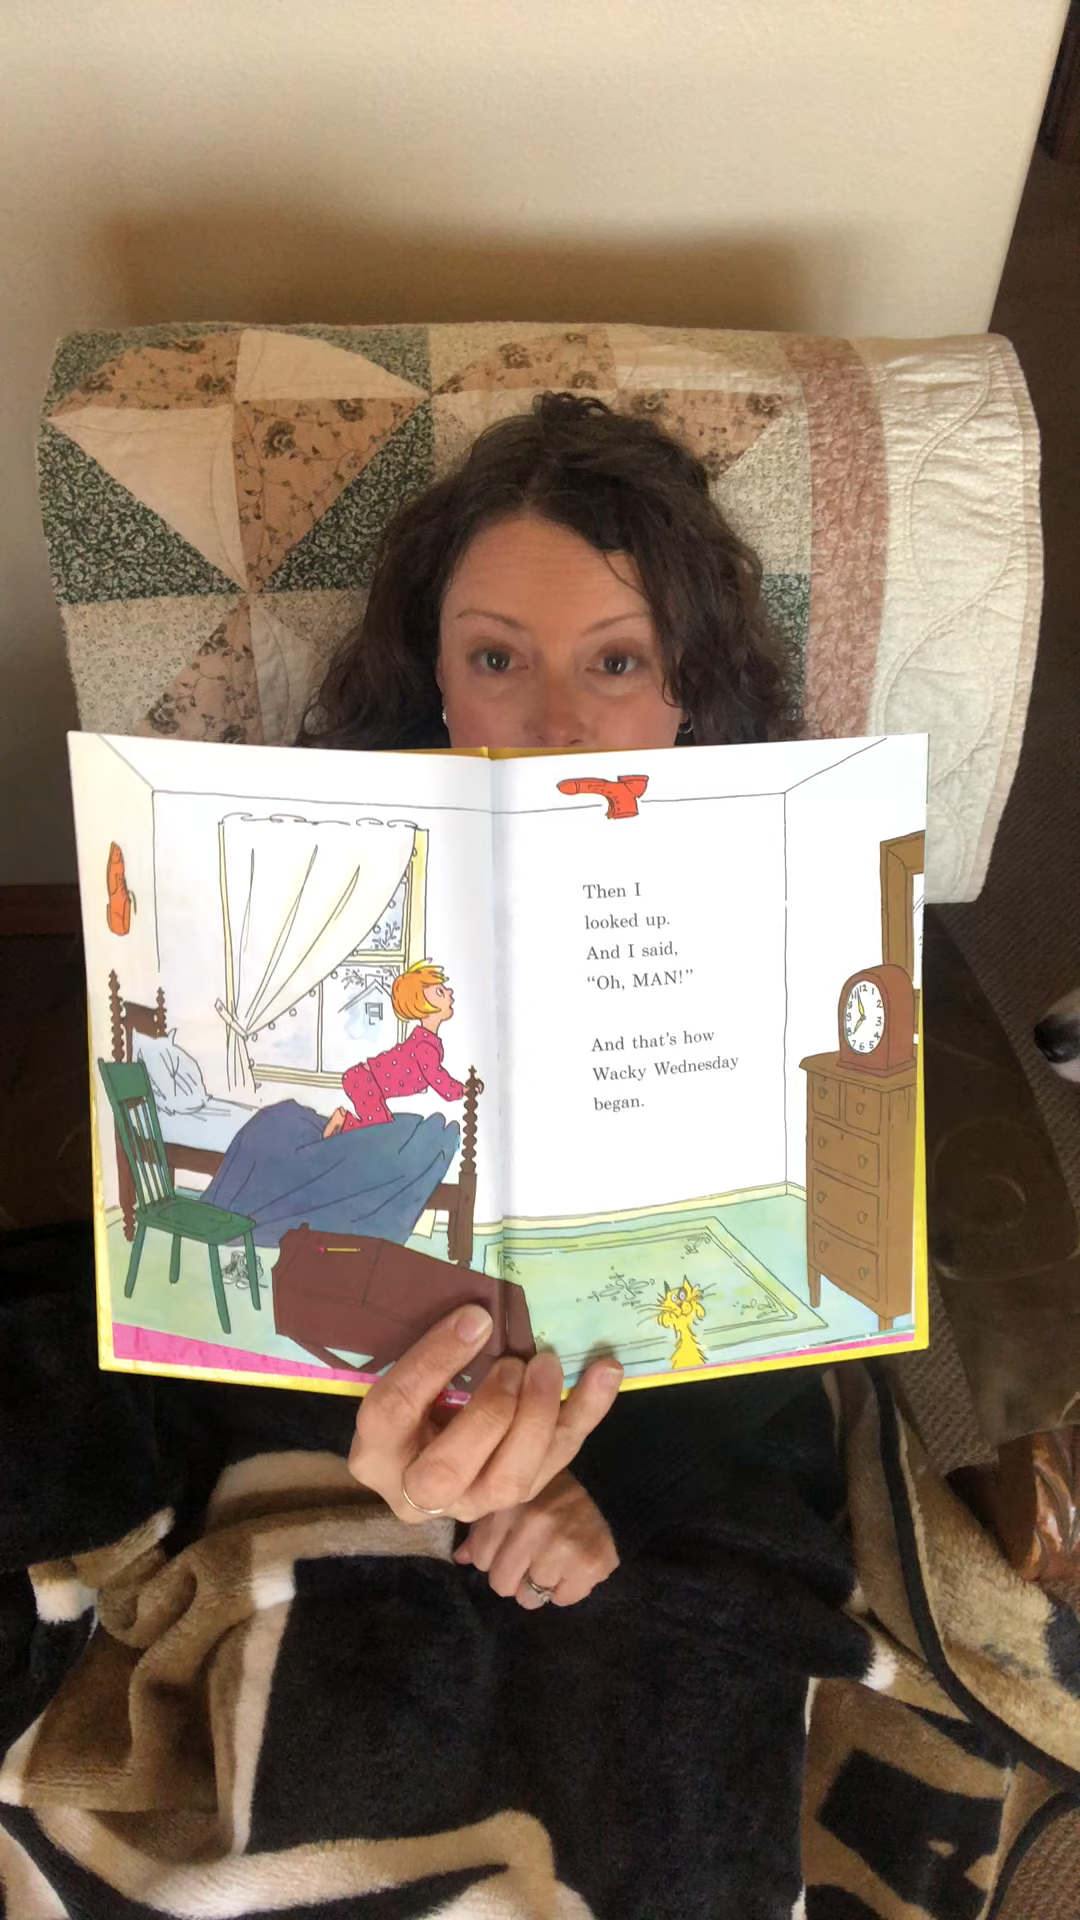 Then I
looked up.
And I said,
“Oh, MAN!”
And that’s how
Wacky Wednesday
began.